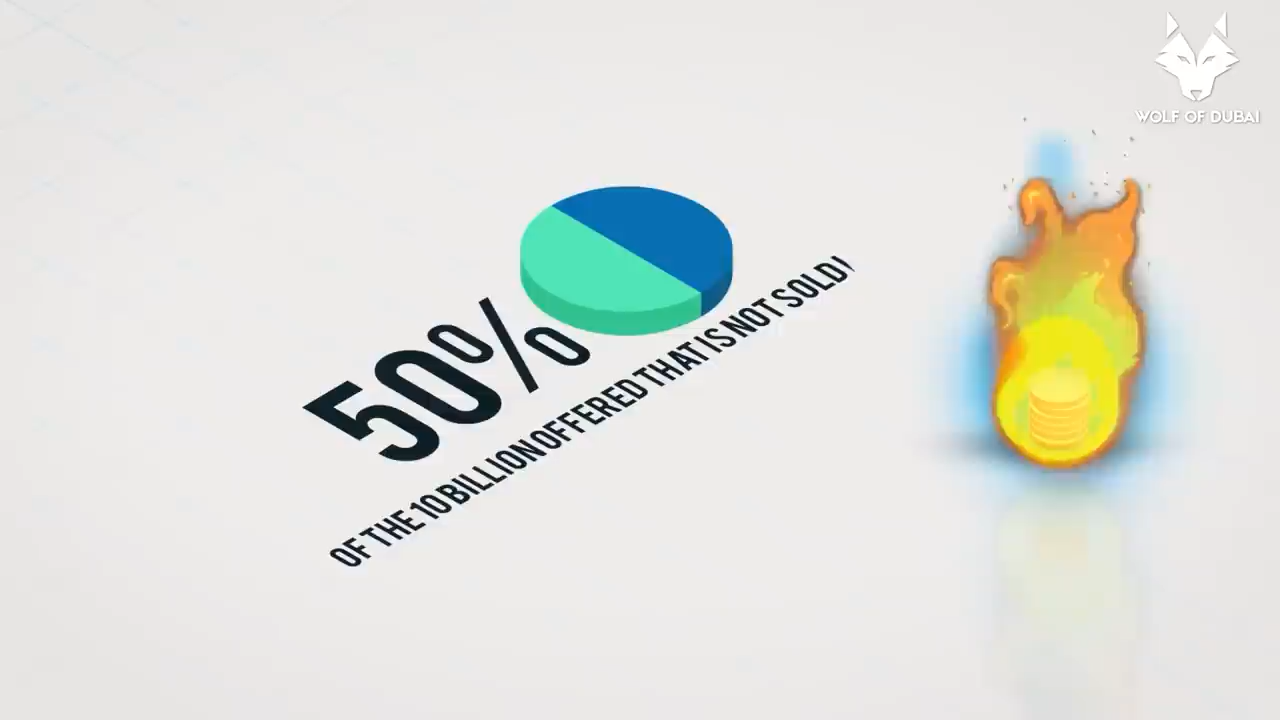 WOLF OF DUBAI
50%
OF THE 10 BILLION OFFERED THAT IS NOT SOLD!